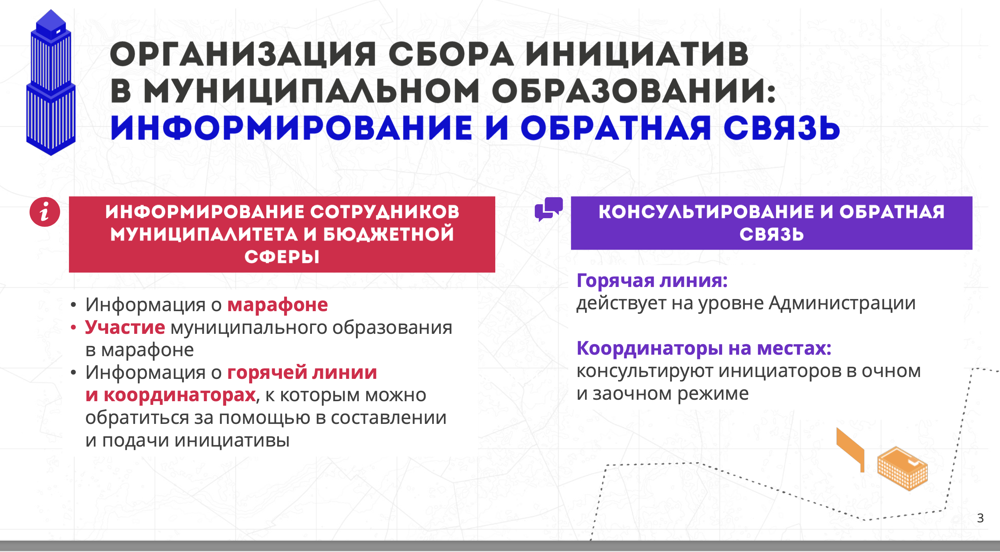 ОРГАНИЗАЦИЯ СБОРА ИНИЦИАТИВ
В МУНИЦИПАЛЬНОМ ОБРАЗОВАНИИ:
ИНФОРМИРОВАНИЕ И ОБРАТНАЯ СВЯЗЬ
ИНФОРМИРОВАНИЕ СОТРУДНИКОВ
МУНИЦИПАЛИТЕТА И БЮДЖЕТНОЙ
СФЕРЫ
• Информация о марафоне
• Участие муниципального образования
в марафоне
• Информация о горячей линии
и координаторах, к которым можно
обратиться за помощью в составлении
и подачи инициативы
КОНСУЛЬТИРОВАНИЕ И ОБРАТНАЯ
СВЯЗЬ
Горячая линия:
действует на уровне Администрации
Координаторы на местах:
консультируют инициаторов в очном
и заочном режиме
3